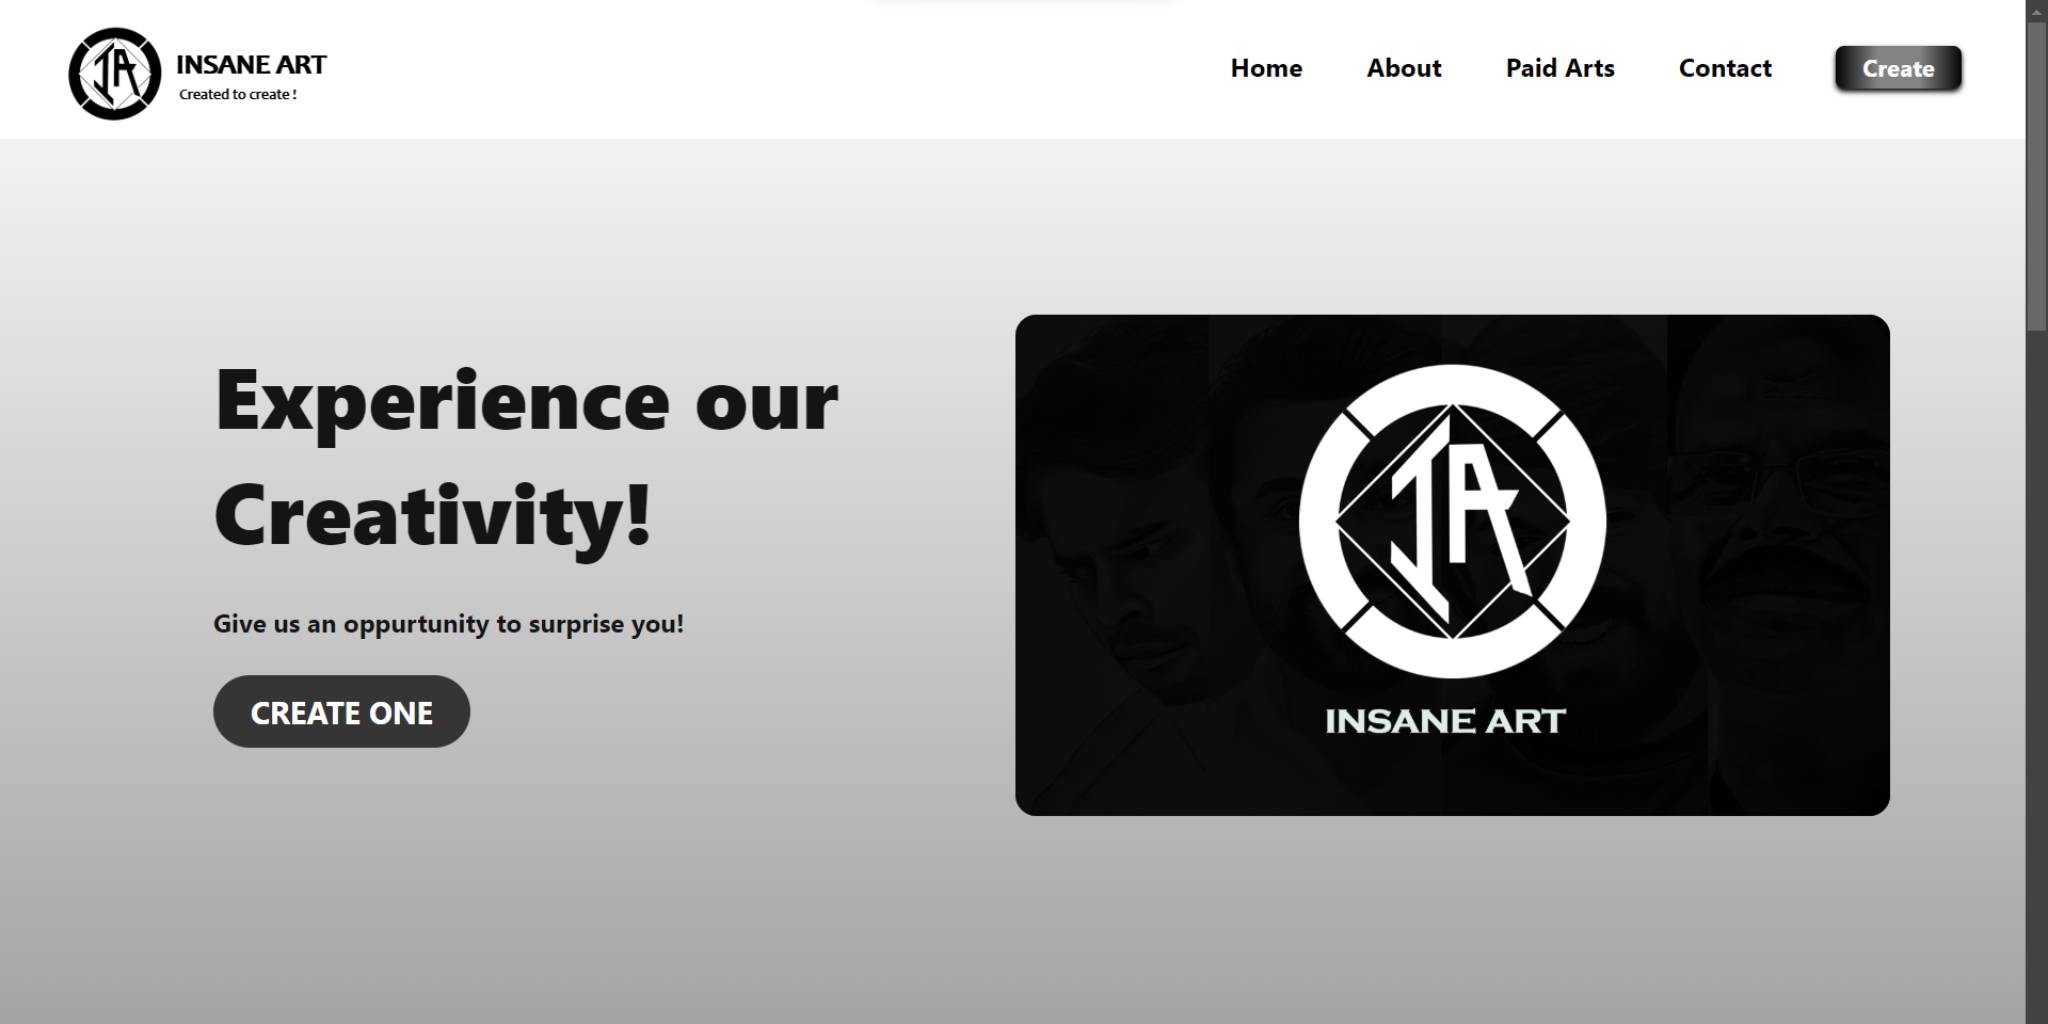 IA
INSANE ART
Created to create !
Home
About
Paid Arts
Contact
Create
Experience our
Creativity!
Give us an oppurtunity to surprise you!
CREATE ONE
IA
INSANE ART